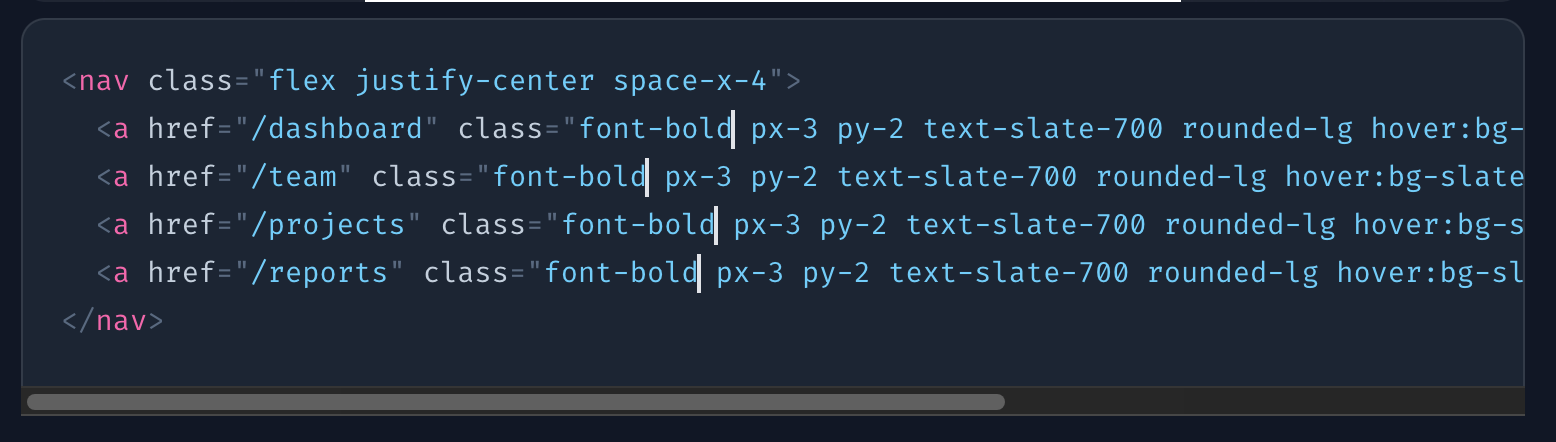 <nav class="flex justify-center space-x-4">
  <a href="/dashboard" class="font-bold px-3 py-2 text-slate-700 rounded-lg hover:bg-
  <a href="/team" class="font-bold px-3 py-2 text-slate-700 rounded-lg hover:bg-slate
  <a href="/projects" class="font-bold px-3 py-2 text-slate-700 rounded-lg hover:bg-s
  <a href="/reports" class="font-bold px-3 py-2 text-slate-700 rounded-lg hover:bg-sl
</nav>